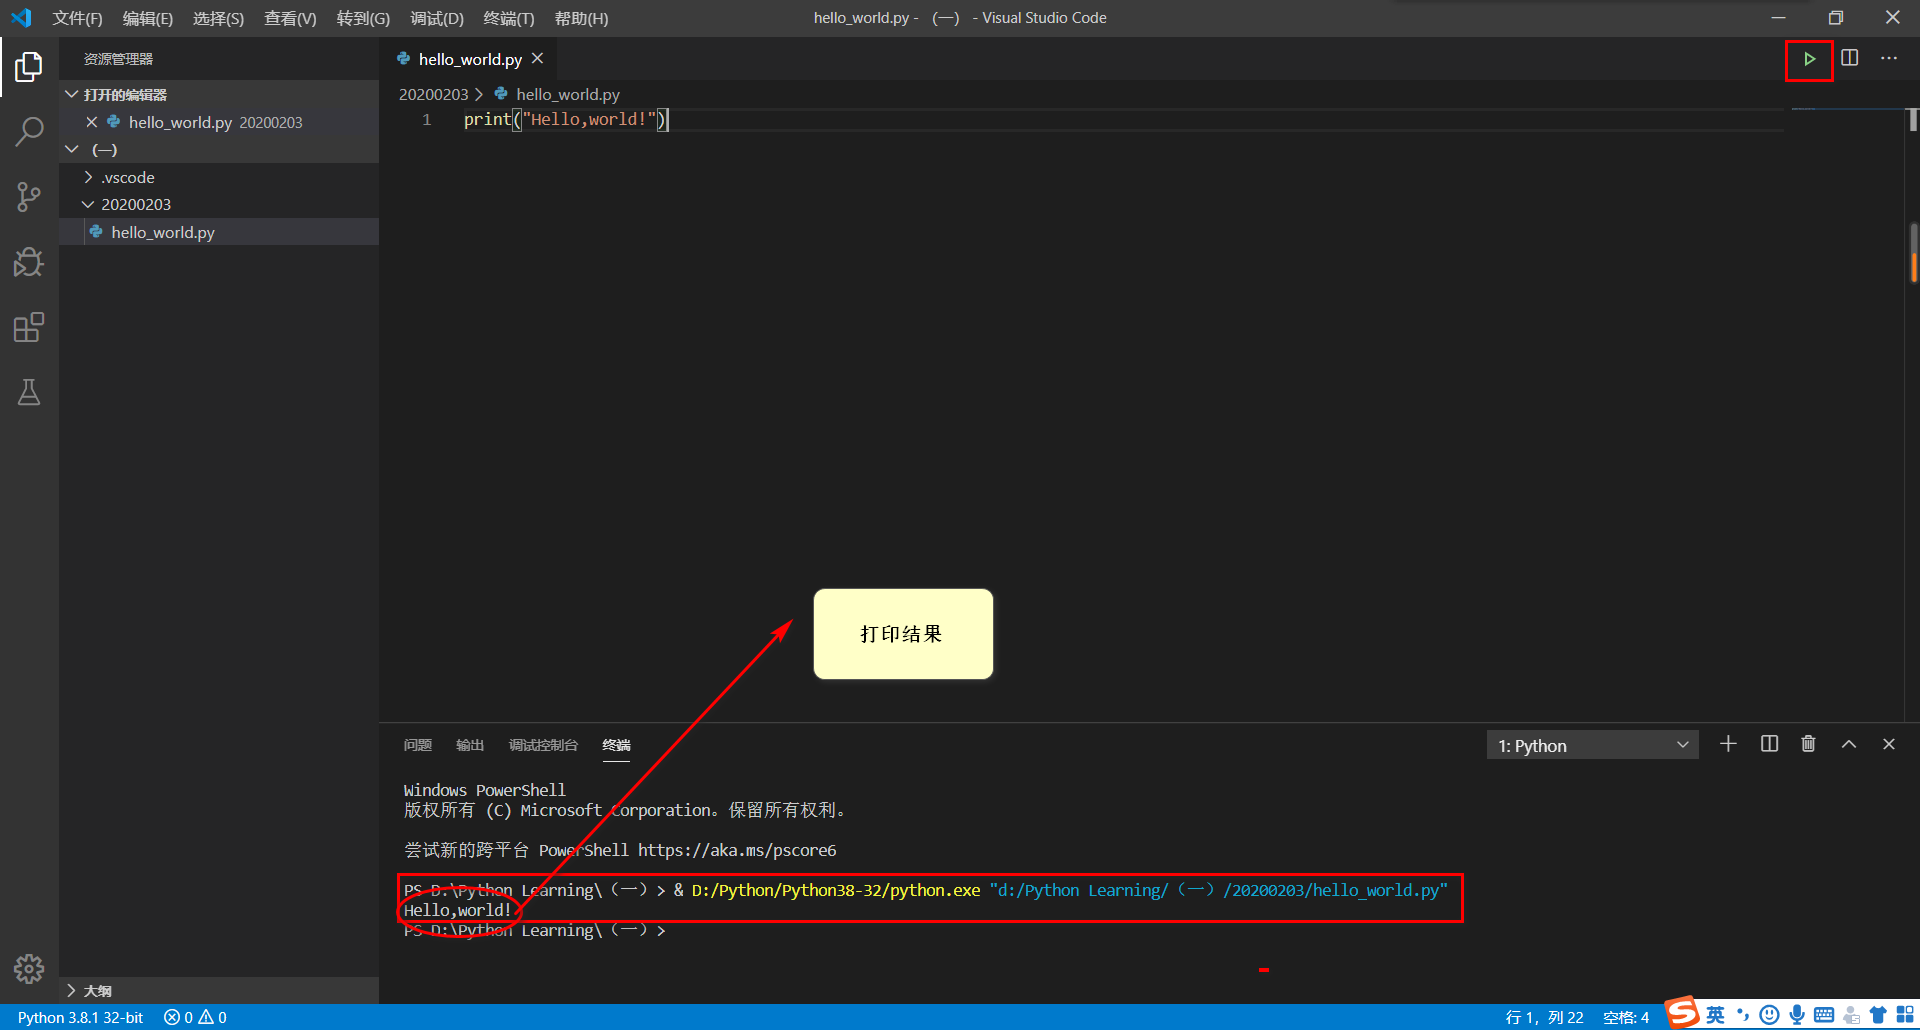 文件(F) 编辑(E) 选择(S) 查看(V) 转到(G) 调试(D) 终端(T) 帮助(H) hello_world.py - （一） - Visual Studio Code
资源管理器
hello_world.py
打开的编辑器
20200203 hello_world.py
hello_world.py 20200203
1 print("Hello,world!")
（一）
.vscode
20200203
hello_world.py
打印结果
问题 输出 调试控制台 终端 1: Python
Windows PowerShell
版权所有 (C) Microsoft Corporation。保留所有权利。
尝试新的跨平台 PowerShell https://aka.ms/pscore6
PS D:\Python Learning\（一）> & D:/Python/Python38-32/python.exe "d:/Python Learning/（一）/20200203/hello_world.py"
Hello,world!
PS D:\Python Learning\（一）>
大纲
Python 3.8.1 32-bit 0 0 行 1，列 22 空格: 4 S 英